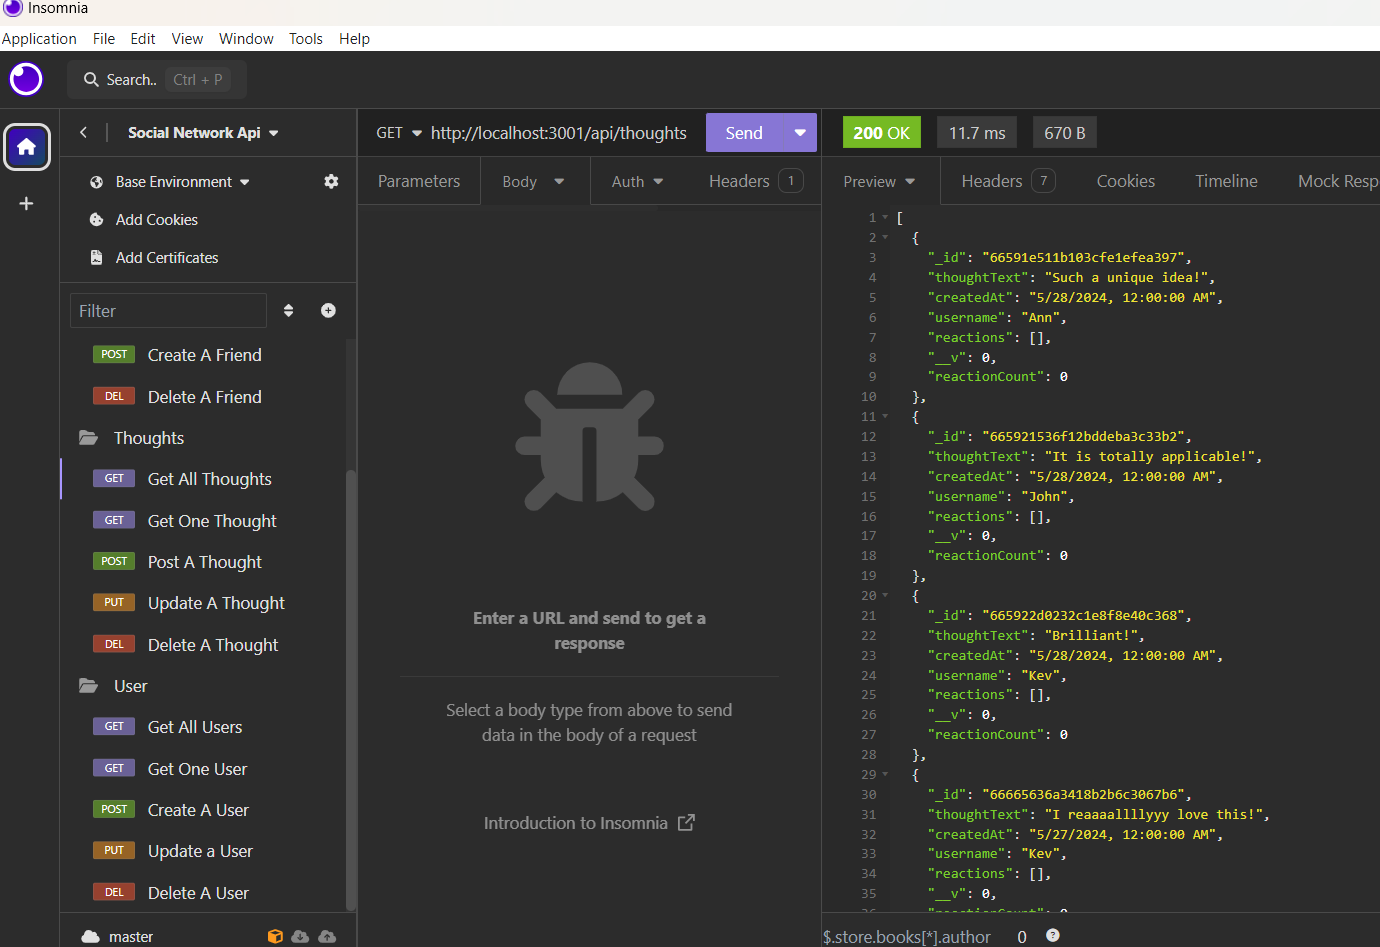 Insomnia
Application File Edit View Window Tools Help
Search.. Ctrl + P
Social Network Api
GET http://localhost:3001/api/thoughts Send
200 OK 11.7 ms 670 B
Base Environment
Add Cookies
Add Certificates
Filter
POST Create A Friend
DEL Delete A Friend
Thoughts
GET Get All Thoughts
GET Get One Thought
POST Post A Thought
PUT Update A Thought
DEL Delete A Thought
User
GET Get All Users
GET Get One User
POST Create A User
PUT Update a User
DEL Delete A User
master
Parameters Body Auth Headers 1
Enter a URL and send to get a
response
Select a body type from above to send
data in the body of a request
Introduction to Insomnia
Preview Headers 7 Cookies Timeline Mock Resp
1 [
2 {
3 "_id": "66591e511b103cfe1efea397",
4 "thoughtText": "Such a unique idea!",
5 "createdAt": "5/28/2024, 12:00:00 AM",
6 "username": "Ann",
7 "reactions": [],
8 "__v": 0,
9 "reactionCount": 0
10 },
11 {
12 "_id": "665921536f12bddeba3c33b2",
13 "thoughtText": "It is totally applicable!",
14 "createdAt": "5/28/2024, 12:00:00 AM",
15 "username": "John",
16 "reactions": [],
17 "__v": 0,
18 "reactionCount": 0
19 },
20 {
21 "_id": "665922d0232c1e8f8e40c368",
22 "thoughtText": "Brilliant!",
23 "createdAt": "5/28/2024, 12:00:00 AM",
24 "username": "Kev",
25 "reactions": [],
26 "__v": 0,
27 "reactionCount": 0
28 },
29 {
30 "_id": "66665636a3418b2b6c3067b6",
31 "thoughtText": "I reaaaallllyyy love this!",
32 "createdAt": "5/27/2024, 12:00:00 AM",
33 "username": "Kev",
34 "reactions": [],
35 "__v": 0,
$.store.books[*].author 0